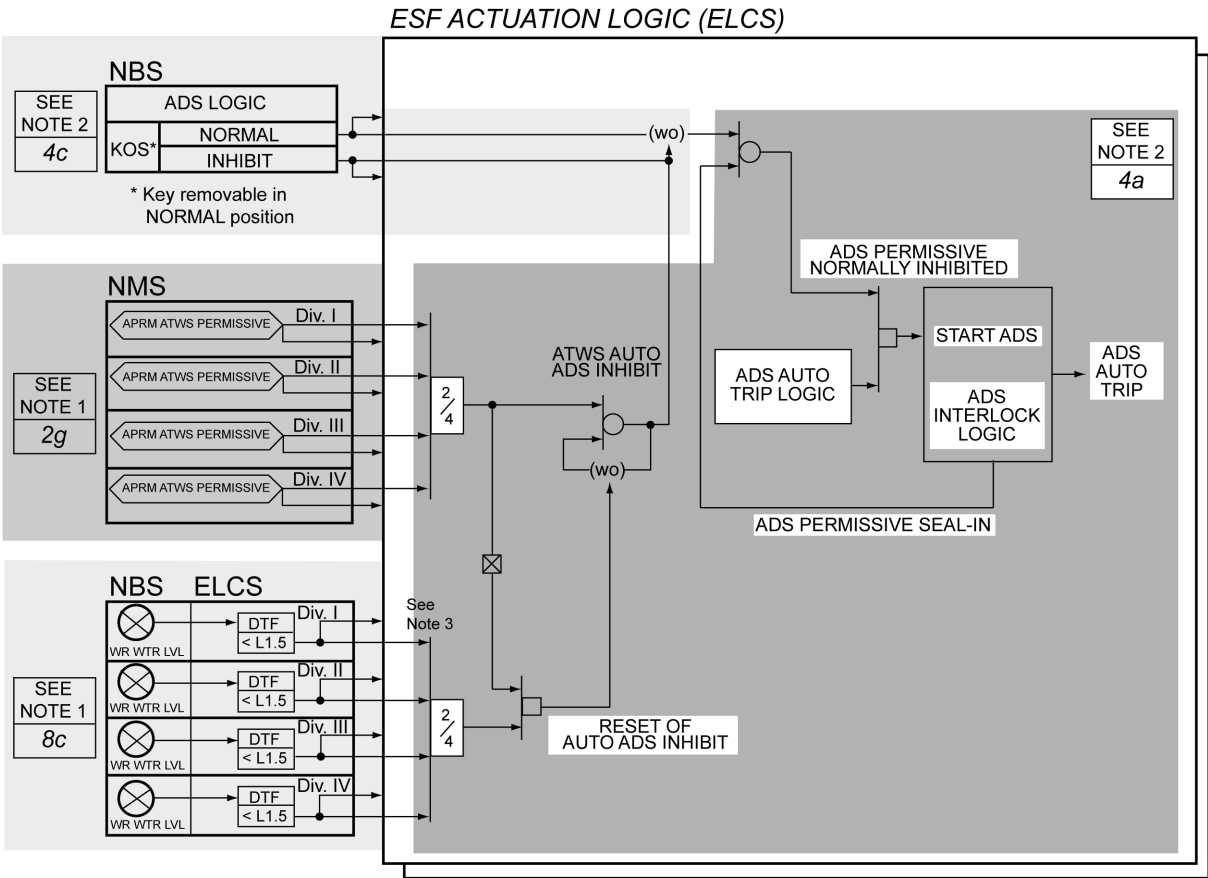 ESF ACTUATION LOGIC (ELCS)
NBS
SEE
NOTE 2
4c
ADS LOGIC
KOS*
NORMAL
INHIBIT
* Key removable in
NORMAL position
(wo)
SEE
NOTE 2
4a
NMS
SEE
NOTE 1
2g
APRM ATWS PERMISSIVE
Div. I
APRM ATWS PERMISSIVE
Div. II
APRM ATWS PERMISSIVE
Div. III
APRM ATWS PERMISSIVE
Div. IV
2/4
ATWS AUTO
ADS INHIBIT
(wo)
ADS PERMISSIVE
NORMALLY INHIBITED
ADS AUTO
TRIP LOGIC
START ADS
ADS
INTERLOCK
LOGIC
ADS
AUTO
TRIP
ADS PERMISSIVE SEAL-IN
NBS
ELCS
SEE
NOTE 1
8c
WR WTR LVL
DTF
< L1.5
Div. I
WR WTR LVL
DTF
< L1.5
Div. II
WR WTR LVL
DTF
< L1.5
Div. III
WR WTR LVL
DTF
< L1.5
Div. IV
See
Note 3
2/4
RESET OF
AUTO ADS INHIBIT